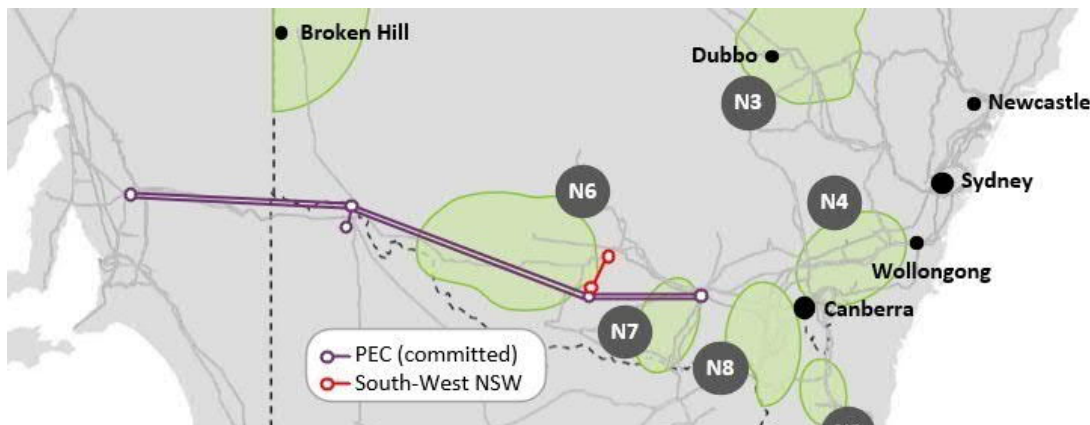 Broken Hill
Dubbo
N3
Newcastle
N6
Sydney
N4
Wollongong
Canberra
N7
N8
PEC (committed)
South-West NSW